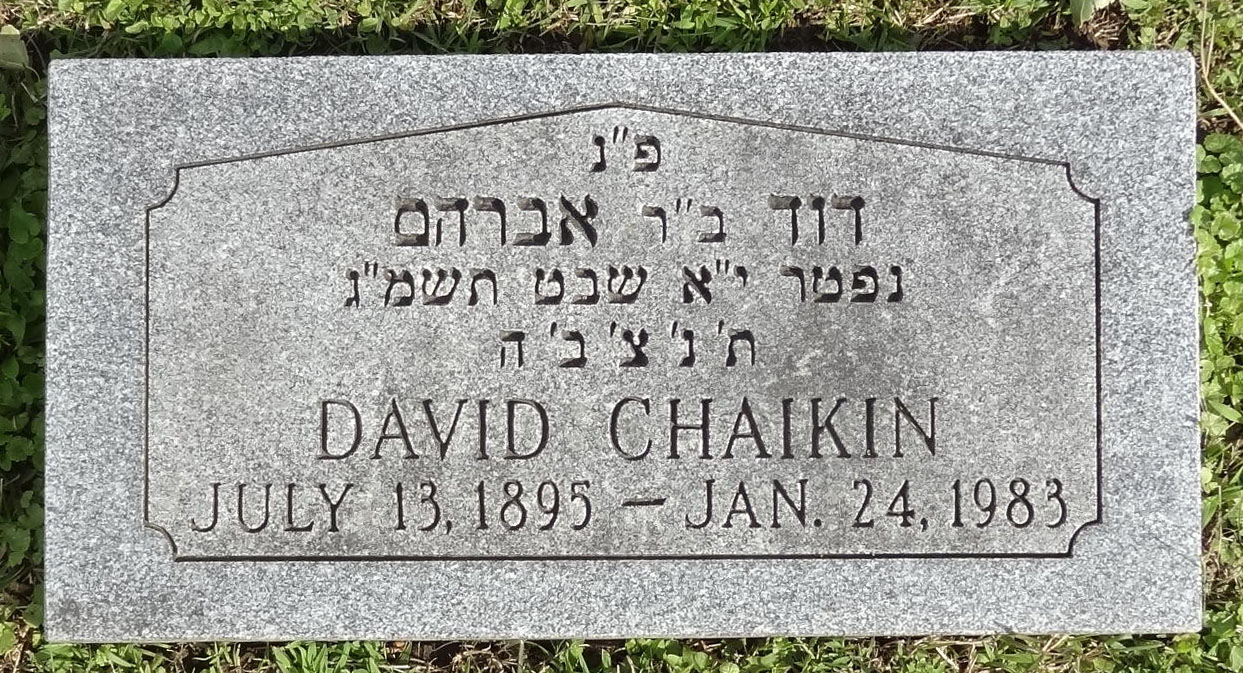 פ"נ
דוד ב"ר אברהם
נפטר י"א שבט תשמ"ג
ת' נ' צ' ב' ה
DAVID CHAIKIN
JULY 13, 1895 – JAN. 24, 1983